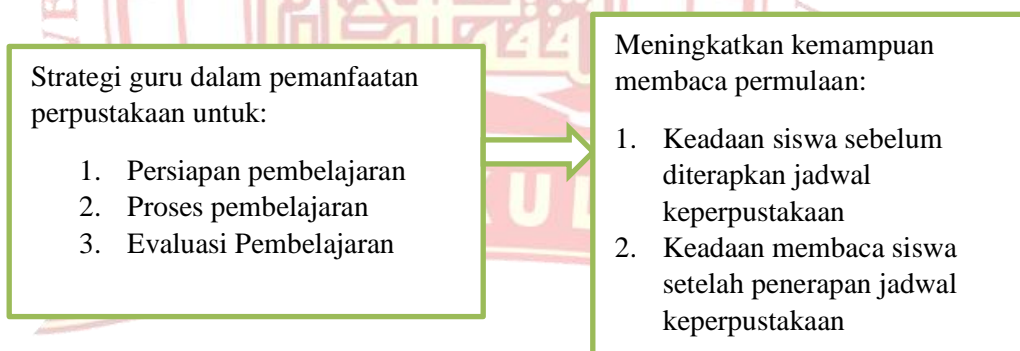 Strategi guru dalam pemanfaatan
perpustakaan untuk:
1. Persiapan pembelajaran
2. Proses pembelajaran
3. Evaluasi Pembelajaran
Meningkatkan kemampuan
membaca permulaan:
1. Keadaan siswa sebelum
diterapkan jadwal
keperpustakaan
2. Keadaan membaca siswa
setelah penerapan jadwal
keperpustakaan